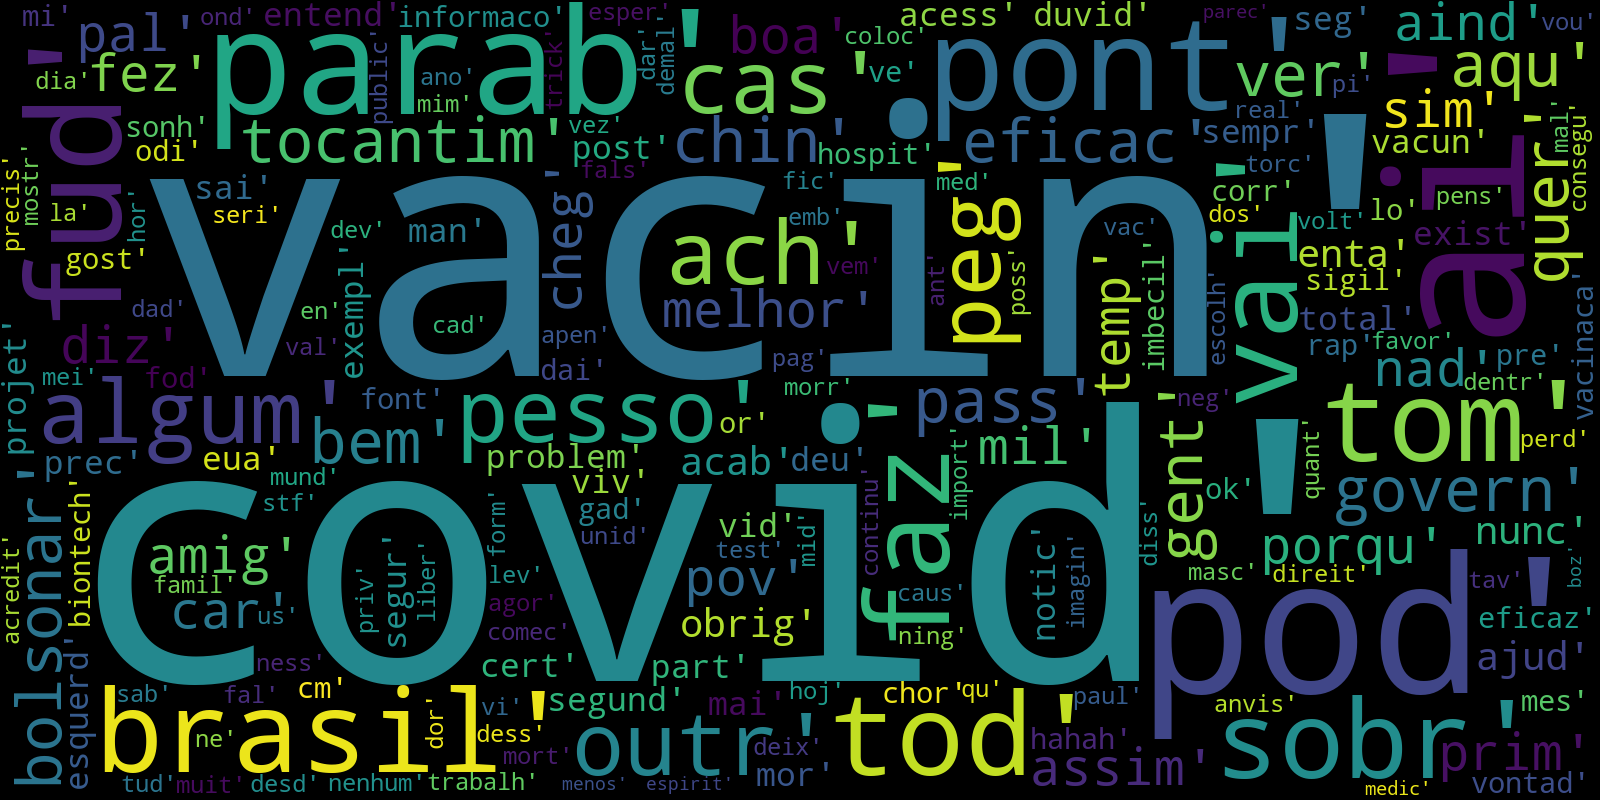 vacin'
covid'
pod'
parab'
pont'
ai'
fud'
brasil'
tod'
tom'
faz'
vai'
sobr'
outr'
pesso'
algum'
cas'
ach'
peg'
quer'
aqu'
tocantim'
eficac'
chin'
bolsonar'
govern'
gent'
porqu'
pass'
melhor'
bem'
mil'
temp'
cheg'
sim'
ver'
boa'
pal'
fez'
diz'
nad'
aind'
amig'
car'
pov'
assim'
prim'
enta'
exist'
total'
nunc'
ajud'
eficaz'
vontad'
mes'
anvis'
tav'
boz'
direit'
masc'
ok'
quant'
perd'
dentr'
vacinaca'
pre'
rap'
favor'
sigil'
lo'
pens'
volt'
dos'
corr'
torc'
vacun'
mal'
consegu'
sempr'
real'
pi'
seg'
parec'
vou'
duvid'
acess'
coloc'
ve'
hospit'
med'
ant'
poss'
vac'
imbecil'
escolh'
neg'
import'
continu'
deu'
acab'
vid'
test'
mid'
caus'
ning'
notic'
imagin'
diss'
obrig'
part'
cert'
segund'
mai'
hoj'
chor'
qu'
paul'
hahah'
medic'
mor'
deix'
espirit'
menos'
trabalh'
nenhum'
desd'
muit'
tud'
mort'
dess'
vi'
dor'
cm'
fal'
sab'
ne'
ness'
esquerd'
famil'
us'
priv'
segur'
liber'
lev'
agor'
comec'
form'
unid'
gad'
viv'
problem'
or'
morr'
pag'
dai'
apen'
vem'
emb'
fic'
fals'
post'
vez'
trick'
demal'
dar'
esper'
informaco'
entend'
ond'
mi'
public'
ano'
mim'
dia'
sonh'
odi'
sai'
seri'
hor'
la'
mostr'
precis'
gost'
dad'
dev'
man'
cad'
en'
val'
exempl'
font'
fod'
mei'
projet'
prec'
eua'
mund'
stf'
biontech'
acredit'